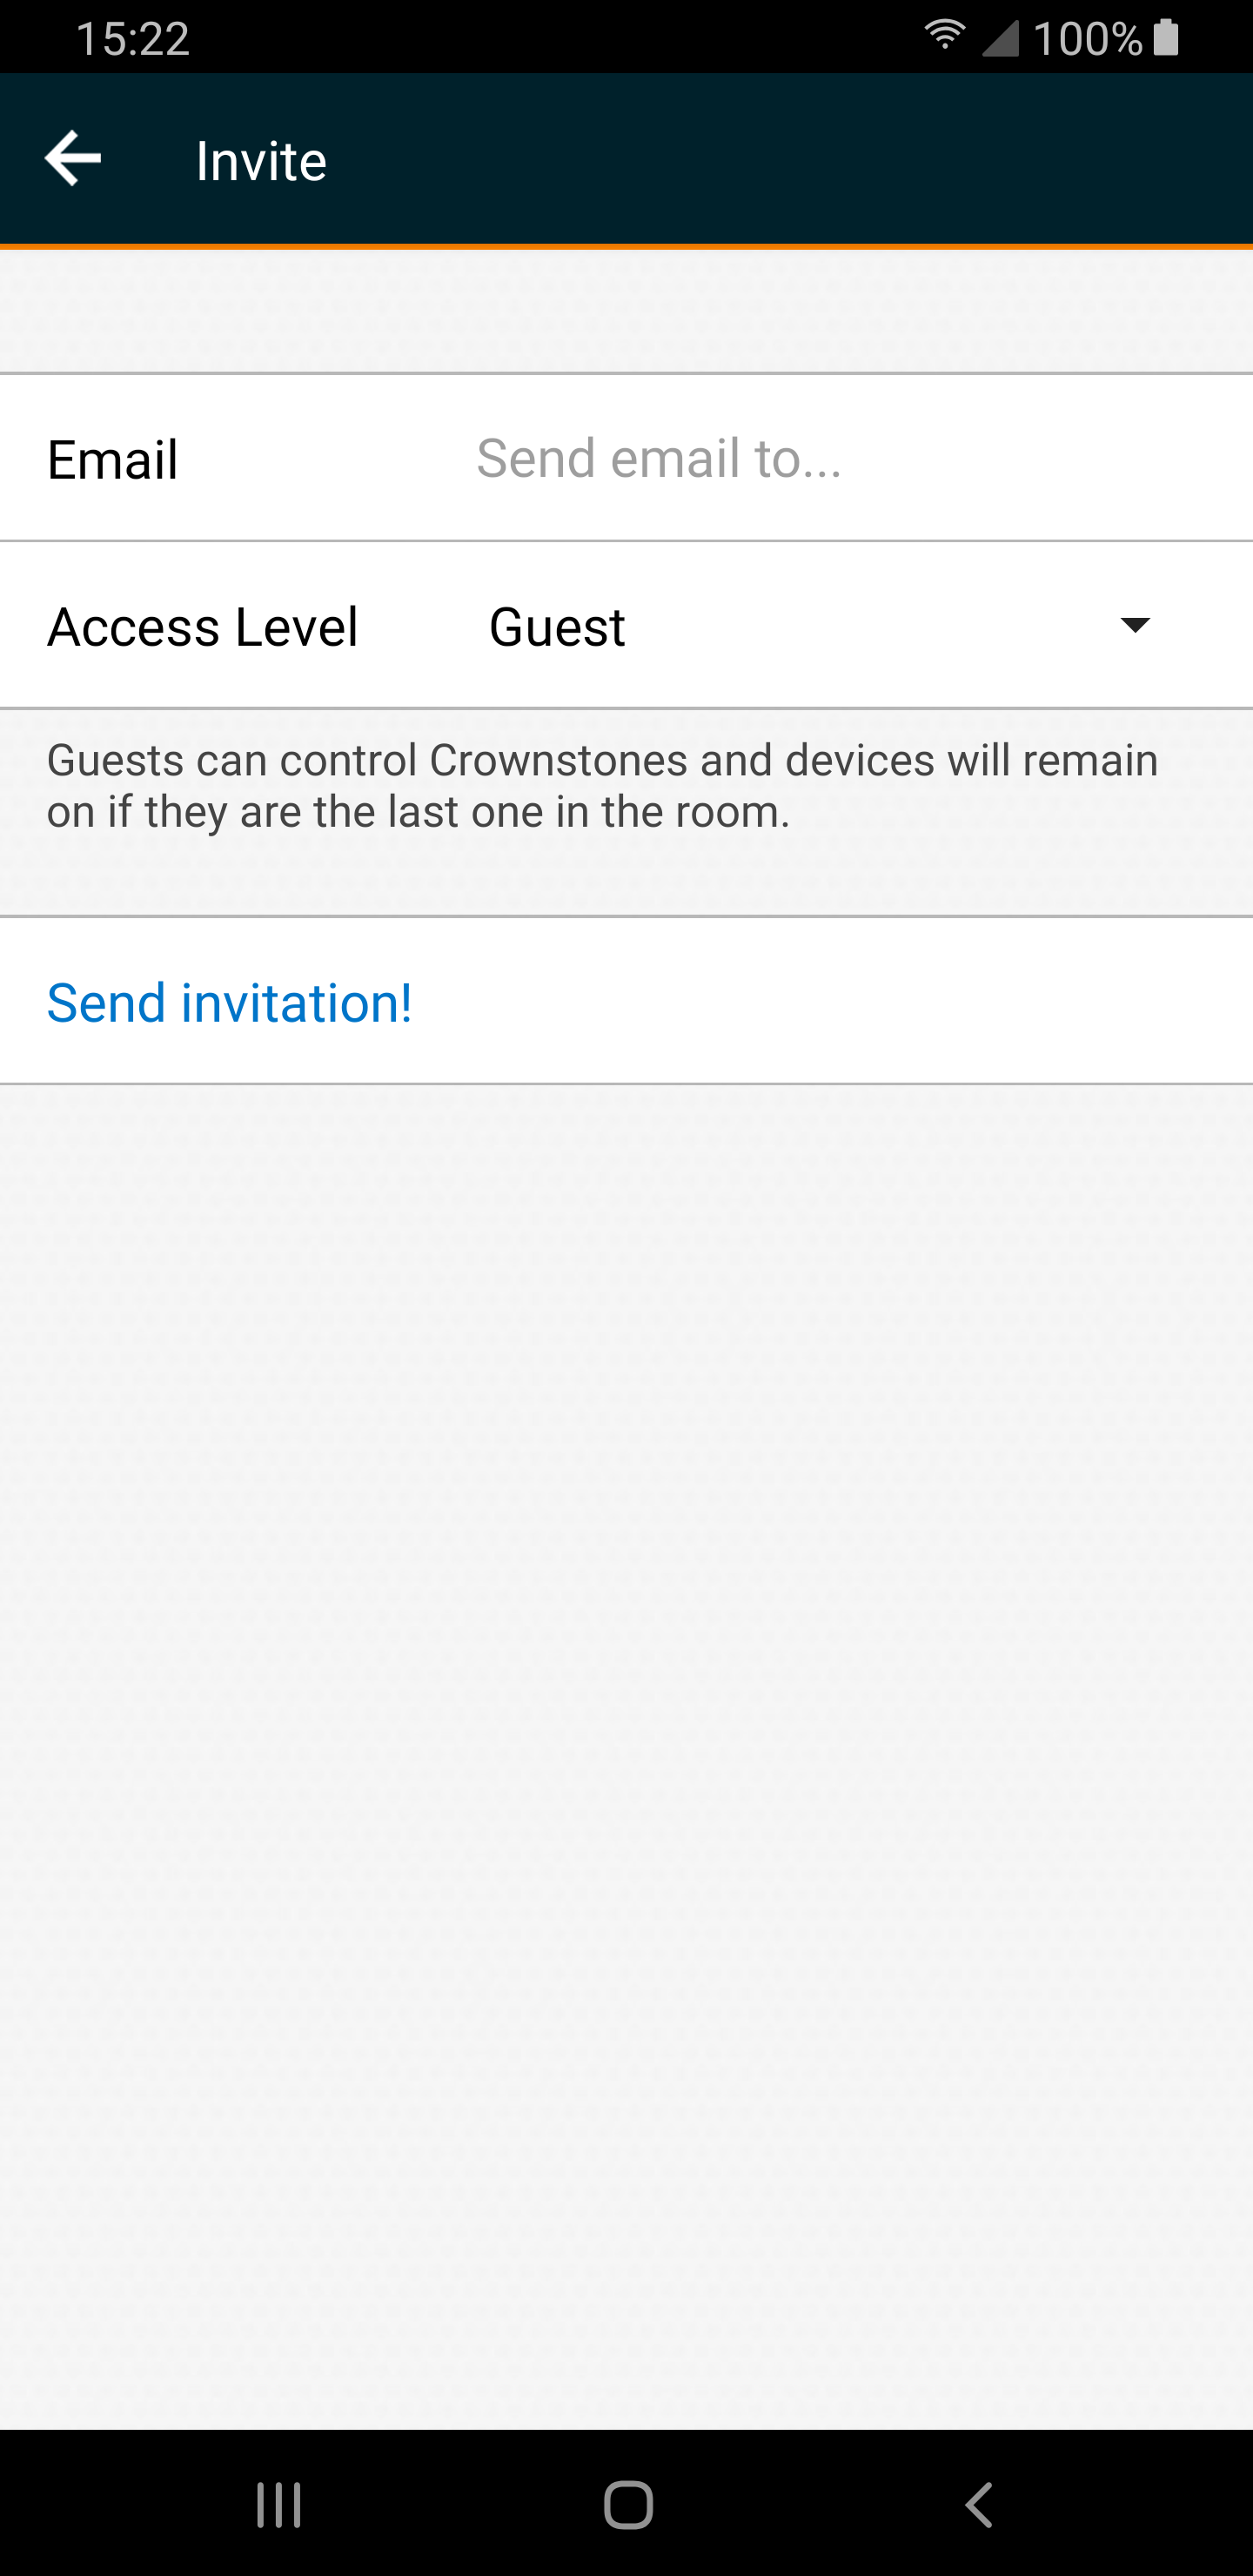 15:22
100%
Invite
Email
Send email to...
Access Level
Guest
Guests can control Crownstones and devices will remain
on if they are the last one in the room.
Send invitation!